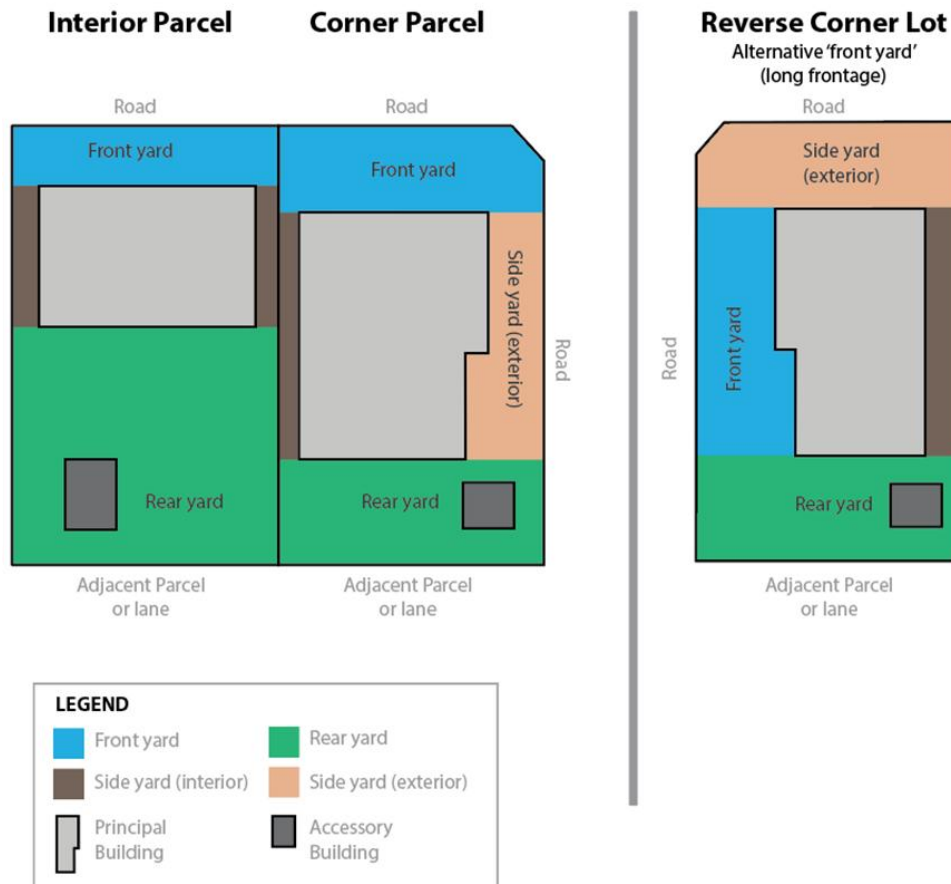 Interior Parcel
Road
Front yard
Rear yard
Adjacent Parcel
or lane
Corner Parcel
Road
Front yard
Side yard (exterior)
Road
Rear yard
Adjacent Parcel
or lane
Reverse Corner Lot
Alternative ‘front yard’
(long frontage)
Road
Side yard
(exterior)
Road
Front yard
Rear yard
Adjacent Parcel
or lane
LEGEND
Front yard
Rear yard
Side yard (interior)
Side yard (exterior)
Principal
Building
Accessory
Building